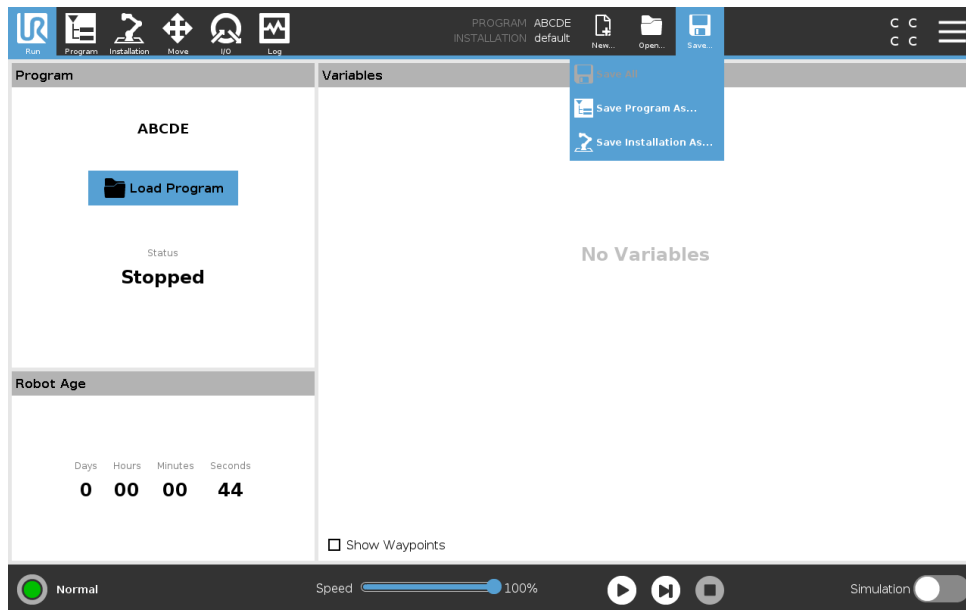 UR
PROGRAM ABCDE
INSTALLATION default
C C
C C
Run Program Installation Move I/O Log New... Open... Save...
Program
Variables
Save All
Save Program As...
Save Installation As...
ABCDE
Load Program
Status
Stopped
No Variables
Robot Age
Days Hours Minutes Seconds
0 00 00 44
Show Waypoints
Normal
Speed 100%
Simulation